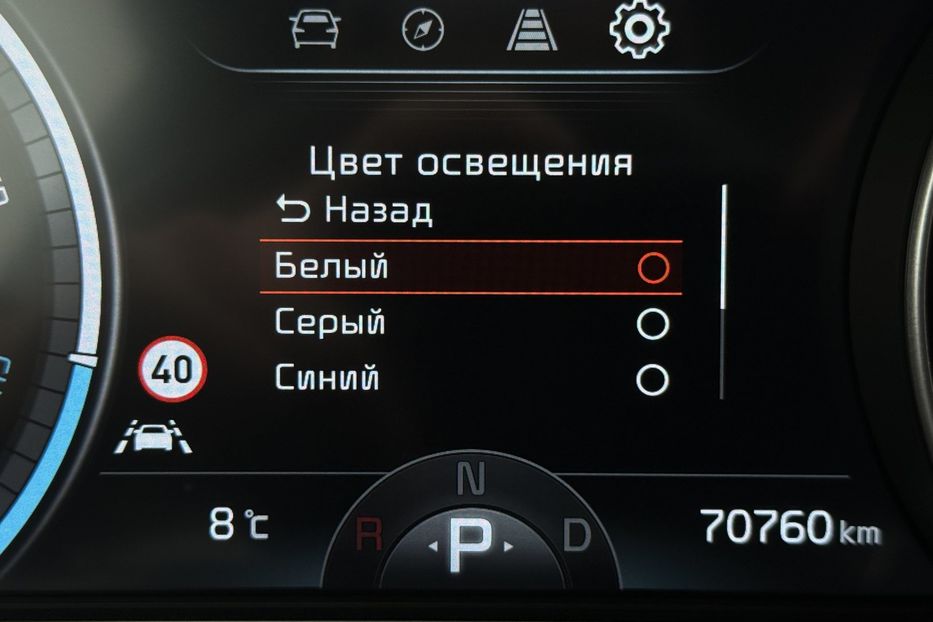 Цвет освещения
Назад
Белый
Серый
Синий
40
8 °C
N
R P D
70760 km